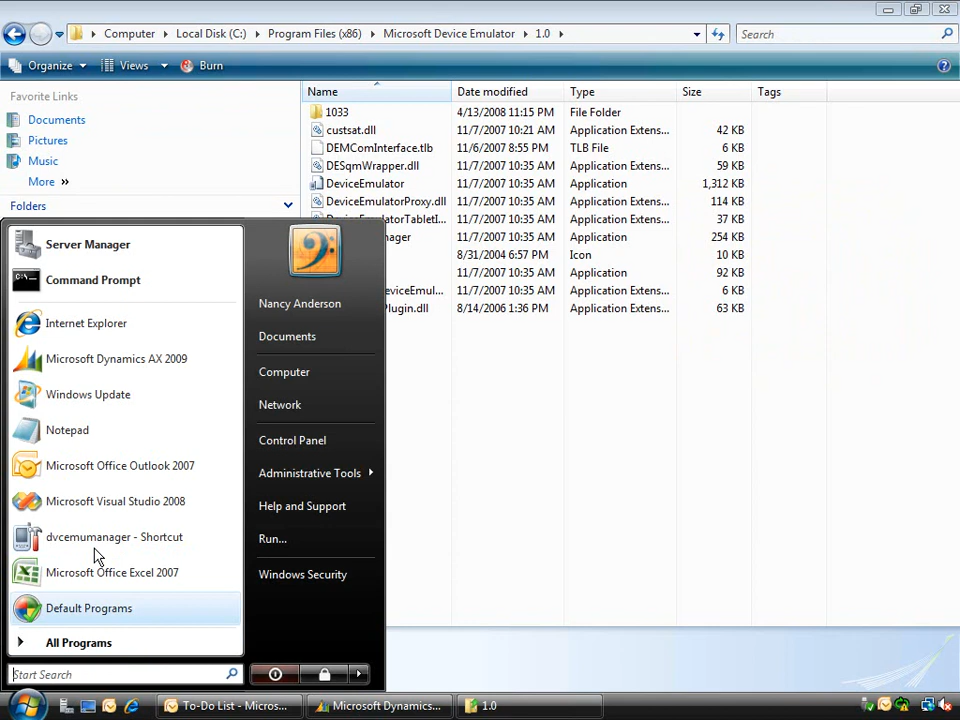 Computer Local Disk (C:) Program Files (x86) Microsoft Device Emulator 1.0 Search
Organize Views Burn
Favorite Links
Documents
Pictures
Music
More »
Folders
Name Date modified Type Size Tags
1033 4/13/2008 11:15 PM File Folder
custsat.dll 11/7/2007 10:21 AM Application Extens... 42 KB
DEMComInterface.tlb 11/6/2007 8:55 PM TLB File 6 KB
DESqmWrapper.dll 11/7/2007 10:35 AM Application Extens... 59 KB
DeviceEmulator 11/7/2007 10:35 AM Application 1,312 KB
DeviceEmulatorProxy.dll 11/7/2007 10:35 AM Application Extens... 114 KB
DeviceEmulatorTabletI... 11/7/2007 10:35 AM Application Extens... 37 KB
nager 11/7/2007 10:35 AM Application 254 KB
8/31/2004 6:57 PM Icon 10 KB
11/7/2007 10:35 AM Application 92 KB
eviceEmul... 11/7/2007 10:35 AM Application Extens... 6 KB
Plugin.dll 8/14/2006 1:36 PM Application Extens... 63 KB
Server Manager
Command Prompt
Internet Explorer
Microsoft Dynamics AX 2009
Windows Update
Notepad
Microsoft Office Outlook 2007
Microsoft Visual Studio 2008
dvcemumanager - Shortcut
Microsoft Office Excel 2007
Default Programs
All Programs
Start Search
Nancy Anderson
Documents
Computer
Network
Control Panel
Administrative Tools
Help and Support
Run...
Windows Security
To-Do List - Micros... Microsoft Dynamics... 1.0